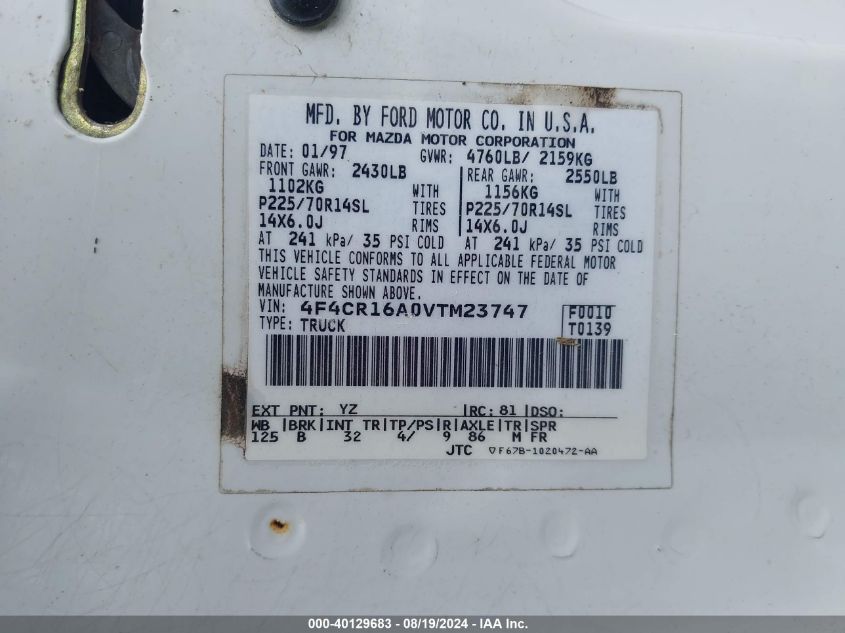 MFD. BY FORD MOTOR CO. IN U.S.A.
FOR MAZDA MOTOR CORPORATION
DATE: 01/97 GVWR: 4760LB/ 2159KG
FRONT GAWR: 2430LB REAR GAWR: 2550LB
1102KG WITH 1156KG WITH
P225/70R14SL TIRES P225/70R14SL TIRES
14X6.0J RIMS 14X6.0J RIMS
AT 241 kPa/ 35 PSI COLD AT 241 kPa/ 35 PSI COLD
THIS VEHICLE CONFORMS TO ALL APPLICABLE FEDERAL MOTOR
VEHICLE SAFETY STANDARDS IN EFFECT ON THE DATE OF
MANUFACTURE SHOWN ABOVE.
VIN: 4F4CR16A0VTM23747 F0010
TYPE: TRUCK T0139
EXT PNT: YZ |RC: 81 |DSO:
WB |BRK|INT TR|TP/PS|R|AXLE|TR|SPR
125 B 32 4/ 9 86 M FR
JTC ▽F67B-1020472-AA
000-40129683 - 08/19/2024 - IAA Inc.